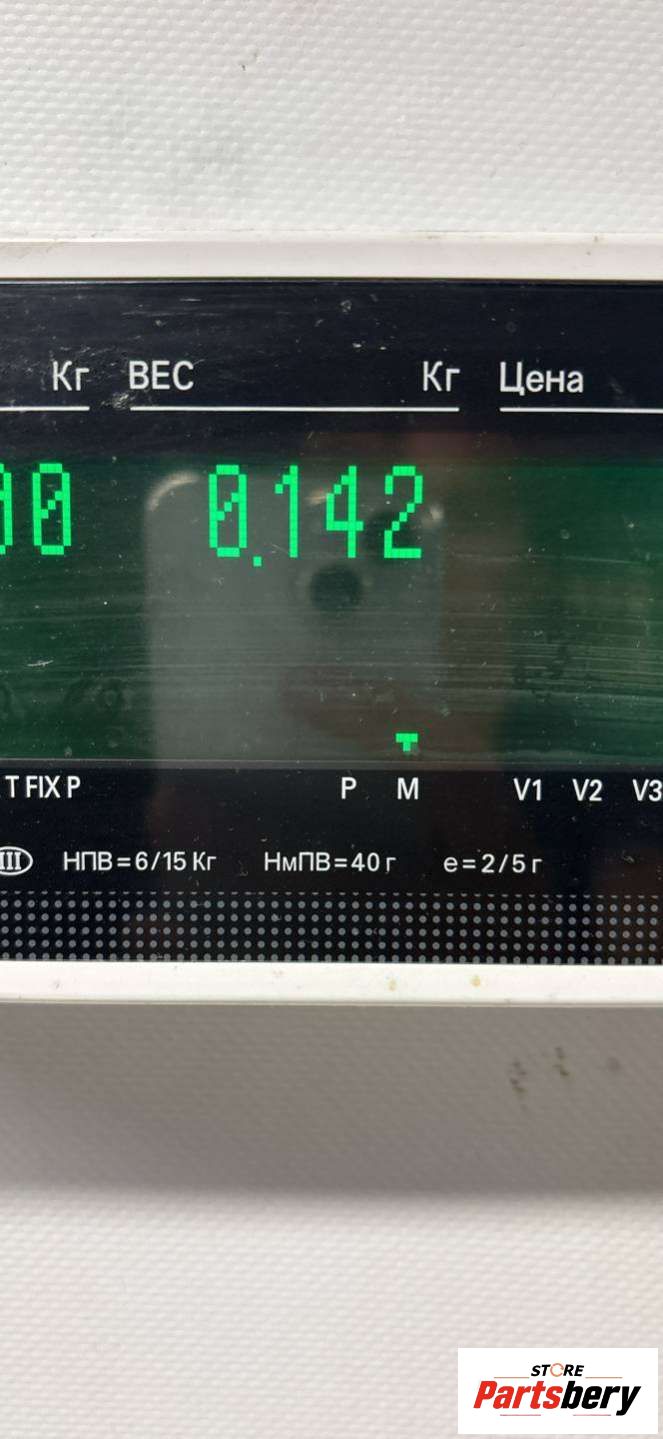 Кг ВЕС Кг Цена
00 0.142
T FIX P P M V1 V2 V3
III НПВ=6/15 Кг НмПВ=40 г e=2/5 г
STORE
Partsbery